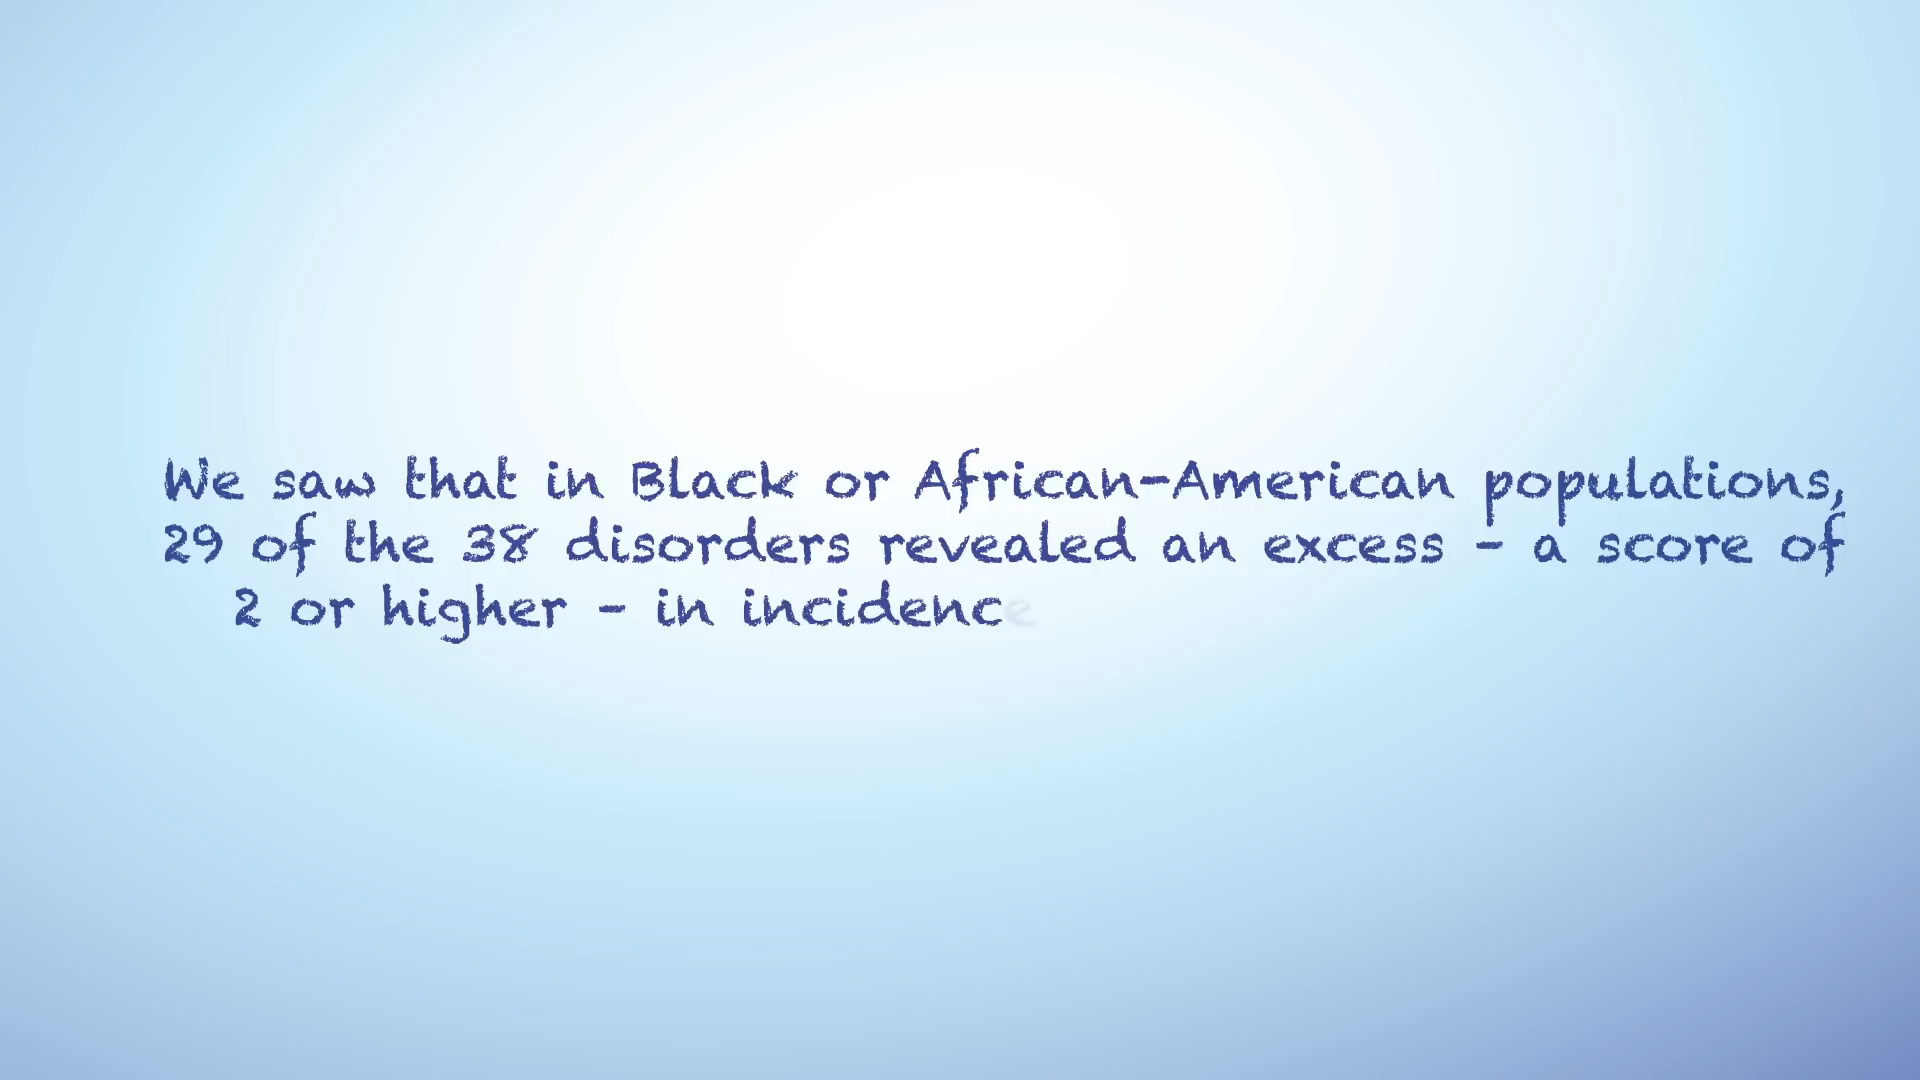 We saw that in Black or African-American populations,
29 of the 38 disorders revealed an excess - a score of
2 or higher - in incidence